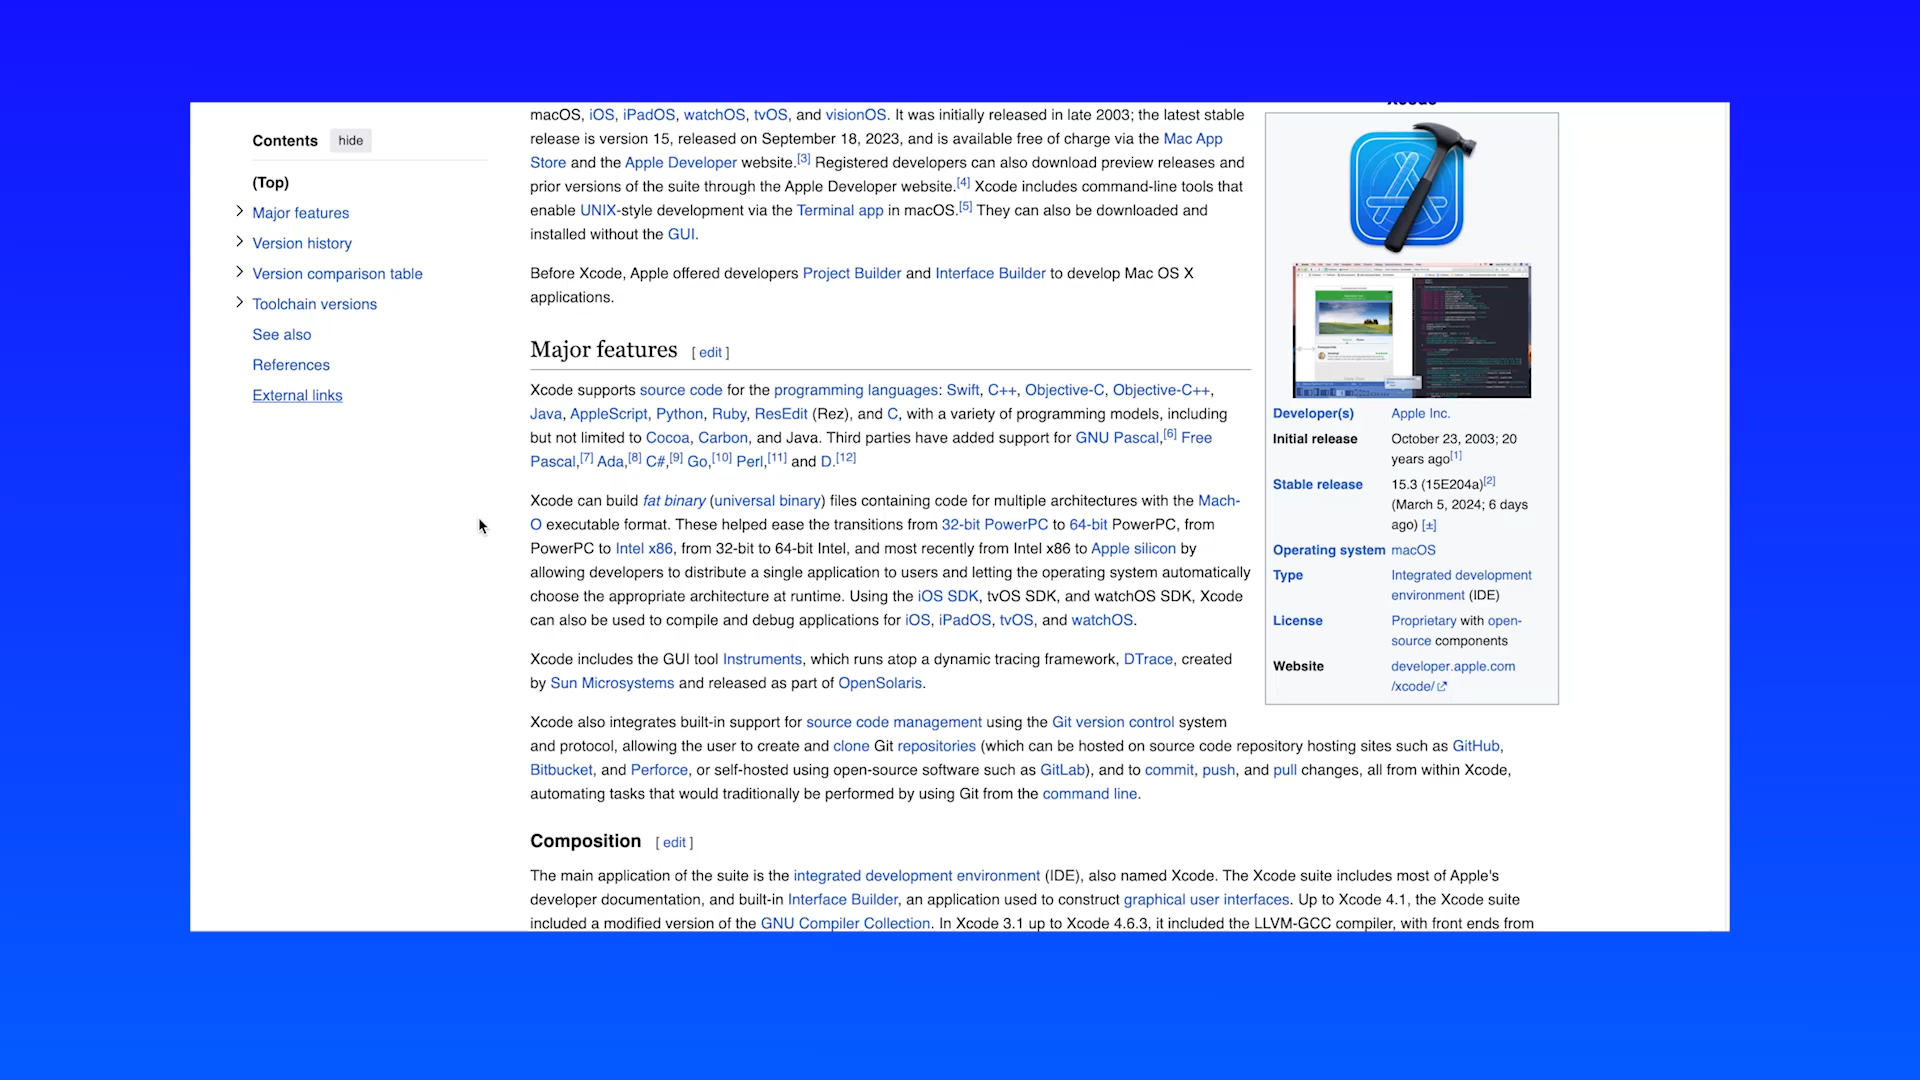 Contents hide
(Top)
Major features
Version history
Version comparison table
Toolchain versions
See also
References
External links
macOS, iOS, iPadOS, watchOS, tvOS, and visionOS. It was initially released in late 2003; the latest stable
release is version 15, released on September 18, 2023, and is available free of charge via the Mac App
Store and the Apple Developer website.[3] Registered developers can also download preview releases and
prior versions of the suite through the Apple Developer website.[4] Xcode includes command-line tools that
enable UNIX-style development via the Terminal app in macOS.[5] They can also be downloaded and
installed without the GUI.
Before Xcode, Apple offered developers Project Builder and Interface Builder to develop Mac OS X
applications.
Major features [ edit ]
Xcode supports source code for the programming languages: Swift, C++, Objective-C, Objective-C++,
Java, AppleScript, Python, Ruby, ResEdit (Rez), and C, with a variety of programming models, including
but not limited to Cocoa, Carbon, and Java. Third parties have added support for GNU Pascal,[6] Free
Pascal,[7] Ada,[8] C#,[9] Go,[10] Perl,[11] and D.[12]
Xcode can build fat binary (universal binary) files containing code for multiple architectures with the Mach-
O executable format. These helped ease the transitions from 32-bit PowerPC to 64-bit PowerPC, from
PowerPC to Intel x86, from 32-bit to 64-bit Intel, and most recently from Intel x86 to Apple silicon by
allowing developers to distribute a single application to users and letting the operating system automatically
choose the appropriate architecture at runtime. Using the iOS SDK, tvOS SDK, and watchOS SDK, Xcode
can also be used to compile and debug applications for iOS, iPadOS, tvOS, and watchOS.
Xcode includes the GUI tool Instruments, which runs atop a dynamic tracing framework, DTrace, created
by Sun Microsystems and released as part of OpenSolaris.
Xcode also integrates built-in support for source code management using the Git version control system
and protocol, allowing the user to create and clone Git repositories (which can be hosted on source code repository hosting sites such as GitHub,
Bitbucket, and Perforce, or self-hosted using open-source software such as GitLab), and to commit, push, and pull changes, all from within Xcode,
automating tasks that would traditionally be performed by using Git from the command line.
Composition [ edit ]
The main application of the suite is the integrated development environment (IDE), also named Xcode. The Xcode suite includes most of Apple's
developer documentation, and built-in Interface Builder, an application used to construct graphical user interfaces. Up to Xcode 4.1, the Xcode suite
included a modified version of the GNU Compiler Collection. In Xcode 3.1 up to Xcode 4.6.3, it included the LLVM-GCC compiler, with front ends from
Xcode
Developer(s) Apple Inc.
Initial release October 23, 2003; 20
years ago[1]
Stable release 15.3 (15E204a)[2]
(March 5, 2024; 6 days
ago) [±]
Operating system macOS
Type Integrated development
environment (IDE)
License Proprietary with open-
source components
Website developer.apple.com
/xcode/